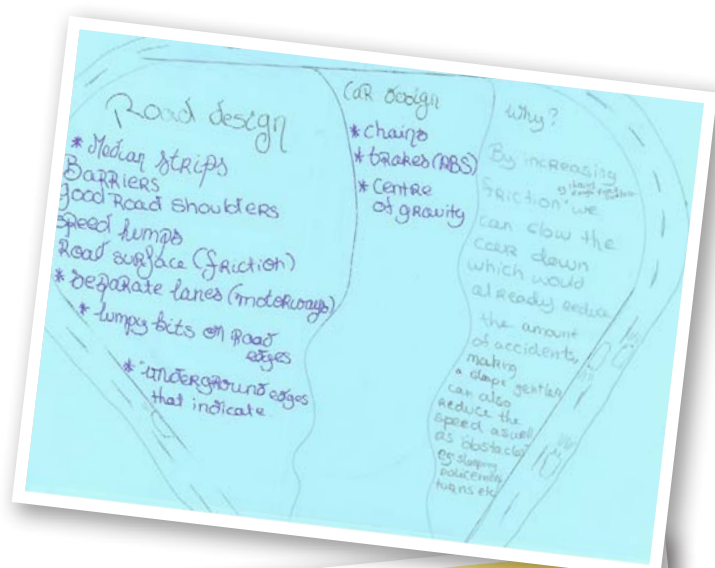 Road design
* Median strips
Barriers
good Road shoulders
speed humps
Road surface (friction)
* separate lanes (moterways)
* lumpy bits on Road
edges
* underground edges
that indicate
CaR design
* chains
* brakes (ABS)
* Centre
of gravity
Why?
By increasing
friction we
can slow the
car down
which would
already reduce
the amount
of accidents,
making
a slope gentler
can also
reduce the
speed aswell
as obstacles
eg sleeping
policemen,
turns etc